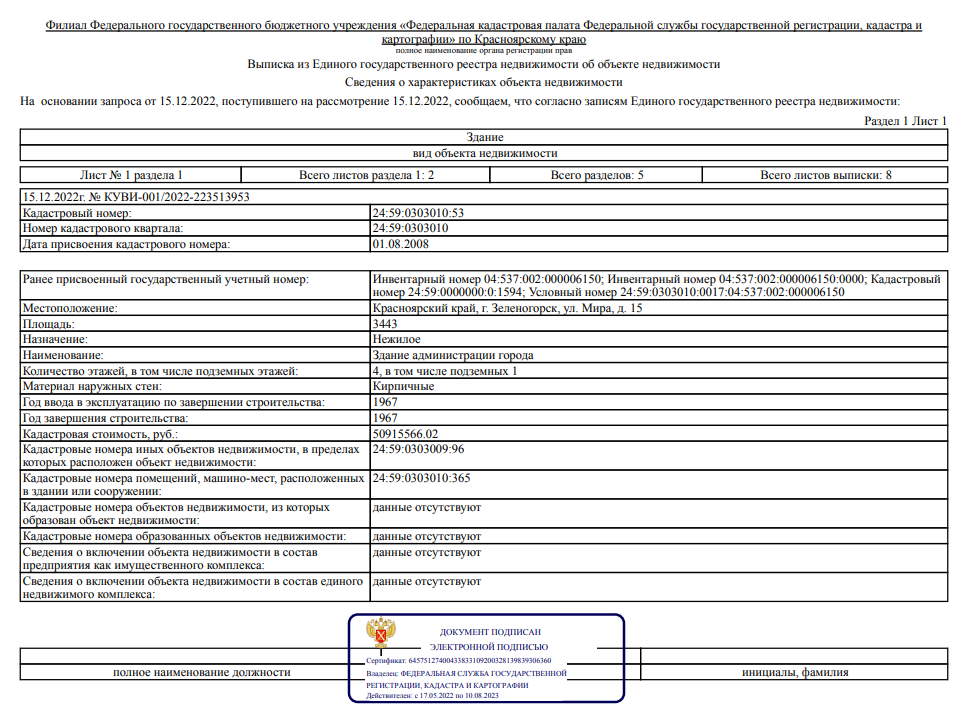 Филиал Федерального государственного бюджетного учреждения «Федеральная кадастровая палата Федеральной службы государственной регистрации, кадастра и
картографии» по Красноярскому краю
полное наименование органа регистрации прав
Выписка из Единого государственного реестра недвижимости об объекте недвижимости
Сведения о характеристиках объекта недвижимости
На основании запроса от 15.12.2022, поступившего на рассмотрение 15.12.2022, сообщаем, что согласно записям Единого государственного реестра недвижимости:
Раздел 1 Лист 1
Здание
вид объекта недвижимости
Лист № 1 раздела 1 Всего листов раздела 1: 2 Всего разделов: 5 Всего листов выписки: 8
15.12.2022г. № КУВИ-001/2022-223513953
Кадастровый номер: 24:59:0303010:53
Номер кадастрового квартала: 24:59:0303010
Дата присвоения кадастрового номера: 01.08.2008
Ранее присвоенный государственный учетный номер: Инвентарный номер 04:537:002:000006150; Инвентарный номер 04:537:002:000006150:0000; Кадастровый
номер 24:59:0000000:0:1594; Условный номер 24:59:0303010:0017:04:537:002:000006150
Местоположение: Красноярский край, г. Зеленогорск, ул. Мира, д. 15
Площадь: 3443
Назначение: Нежилое
Наименование: Здание администрации города
Количество этажей, в том числе подземных этажей: 4, в том числе подземных 1
Материал наружных стен: Кирпичные
Год ввода в эксплуатацию по завершении строительства: 1967
Год завершения строительства: 1967
Кадастровая стоимость, руб.: 50915566.02
Кадастровые номера иных объектов недвижимости, в пределах 24:59:0303009:96
которых расположен объект недвижимости:
Кадастровые номера помещений, машино-мест, расположенных 24:59:0303010:365
в здании или сооружении:
Кадастровые номера объектов недвижимости, из которых данные отсутствуют
образован объект недвижимости:
Кадастровые номера образованных объектов недвижимости: данные отсутствуют
Сведения о включении объекта недвижимости в состав данные отсутствуют
предприятия как имущественного комплекса:
Сведения о включении объекта недвижимости в состав единого данные отсутствуют
недвижимого комплекса:
ДОКУМЕНТ ПОДПИСАН
ЭЛЕКТРОННОЙ ПОДПИСЬЮ
Сертификат: 64575127400433833109200328139839306360
Владелец: ФЕДЕРАЛЬНАЯ СЛУЖБА ГОСУДАРСТВЕННОЙ
РЕГИСТРАЦИИ, КАДАСТРА И КАРТОГРАФИИ
Действителен: с 17.05.2022 по 10.08.2023
полное наименование должности инициалы, фамилия